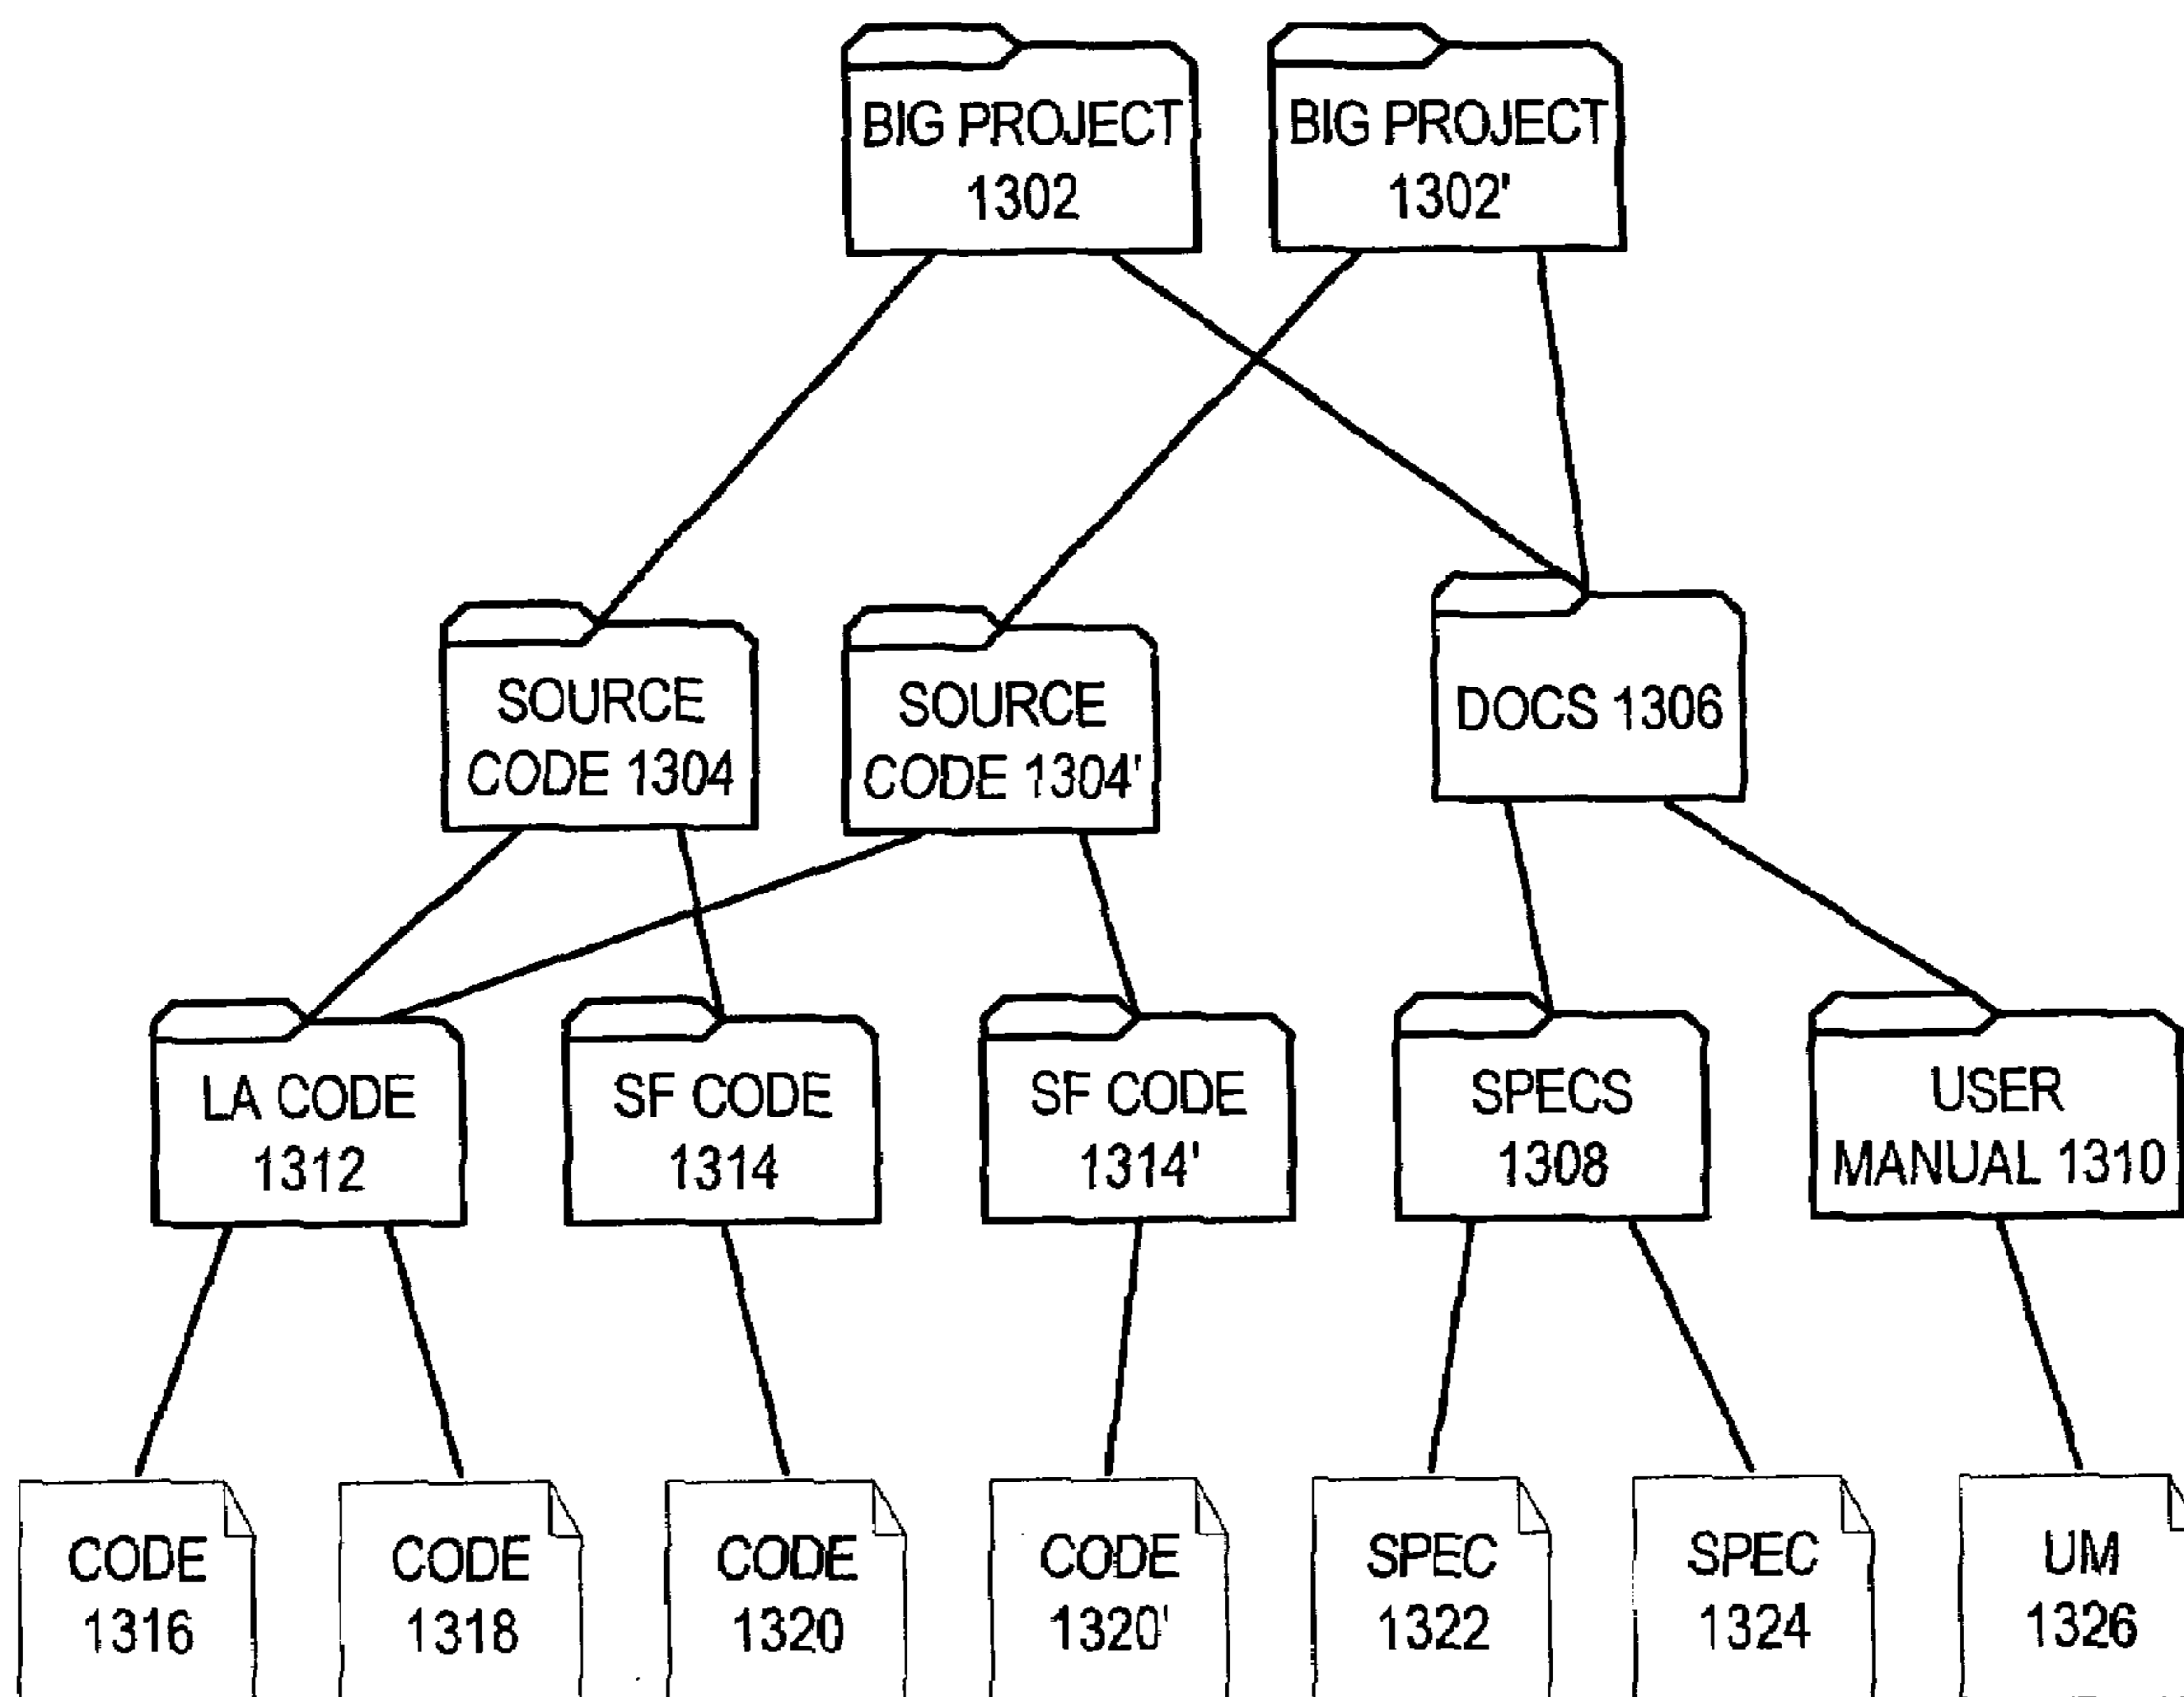 BIG PROJECT
1302
BIG PROJECT
1302'
SOURCE
CODE 1304
SOURCE
CODE 1304'
DOCS 1306
LA CODE
1312
SF CODE
1314
SF CODE
1314'
SPECS
1308
USER
MANUAL 1310
CODE
1316
CODE
1318
CODE
1320
CODE
1320'
SPEC
1322
SPEC
1324
UM
1326